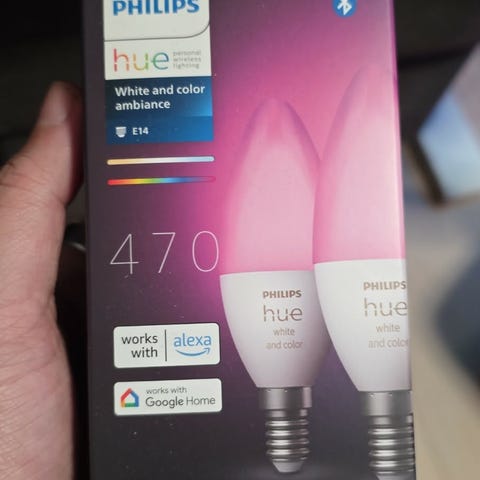 PHILIPS
hue personal
wireless
lighting
White and color
ambiance
E14
470
works
with
alexa
works with
Google Home
PHILIPS
hue
white
and color
PHILIPS
hue
white
and color